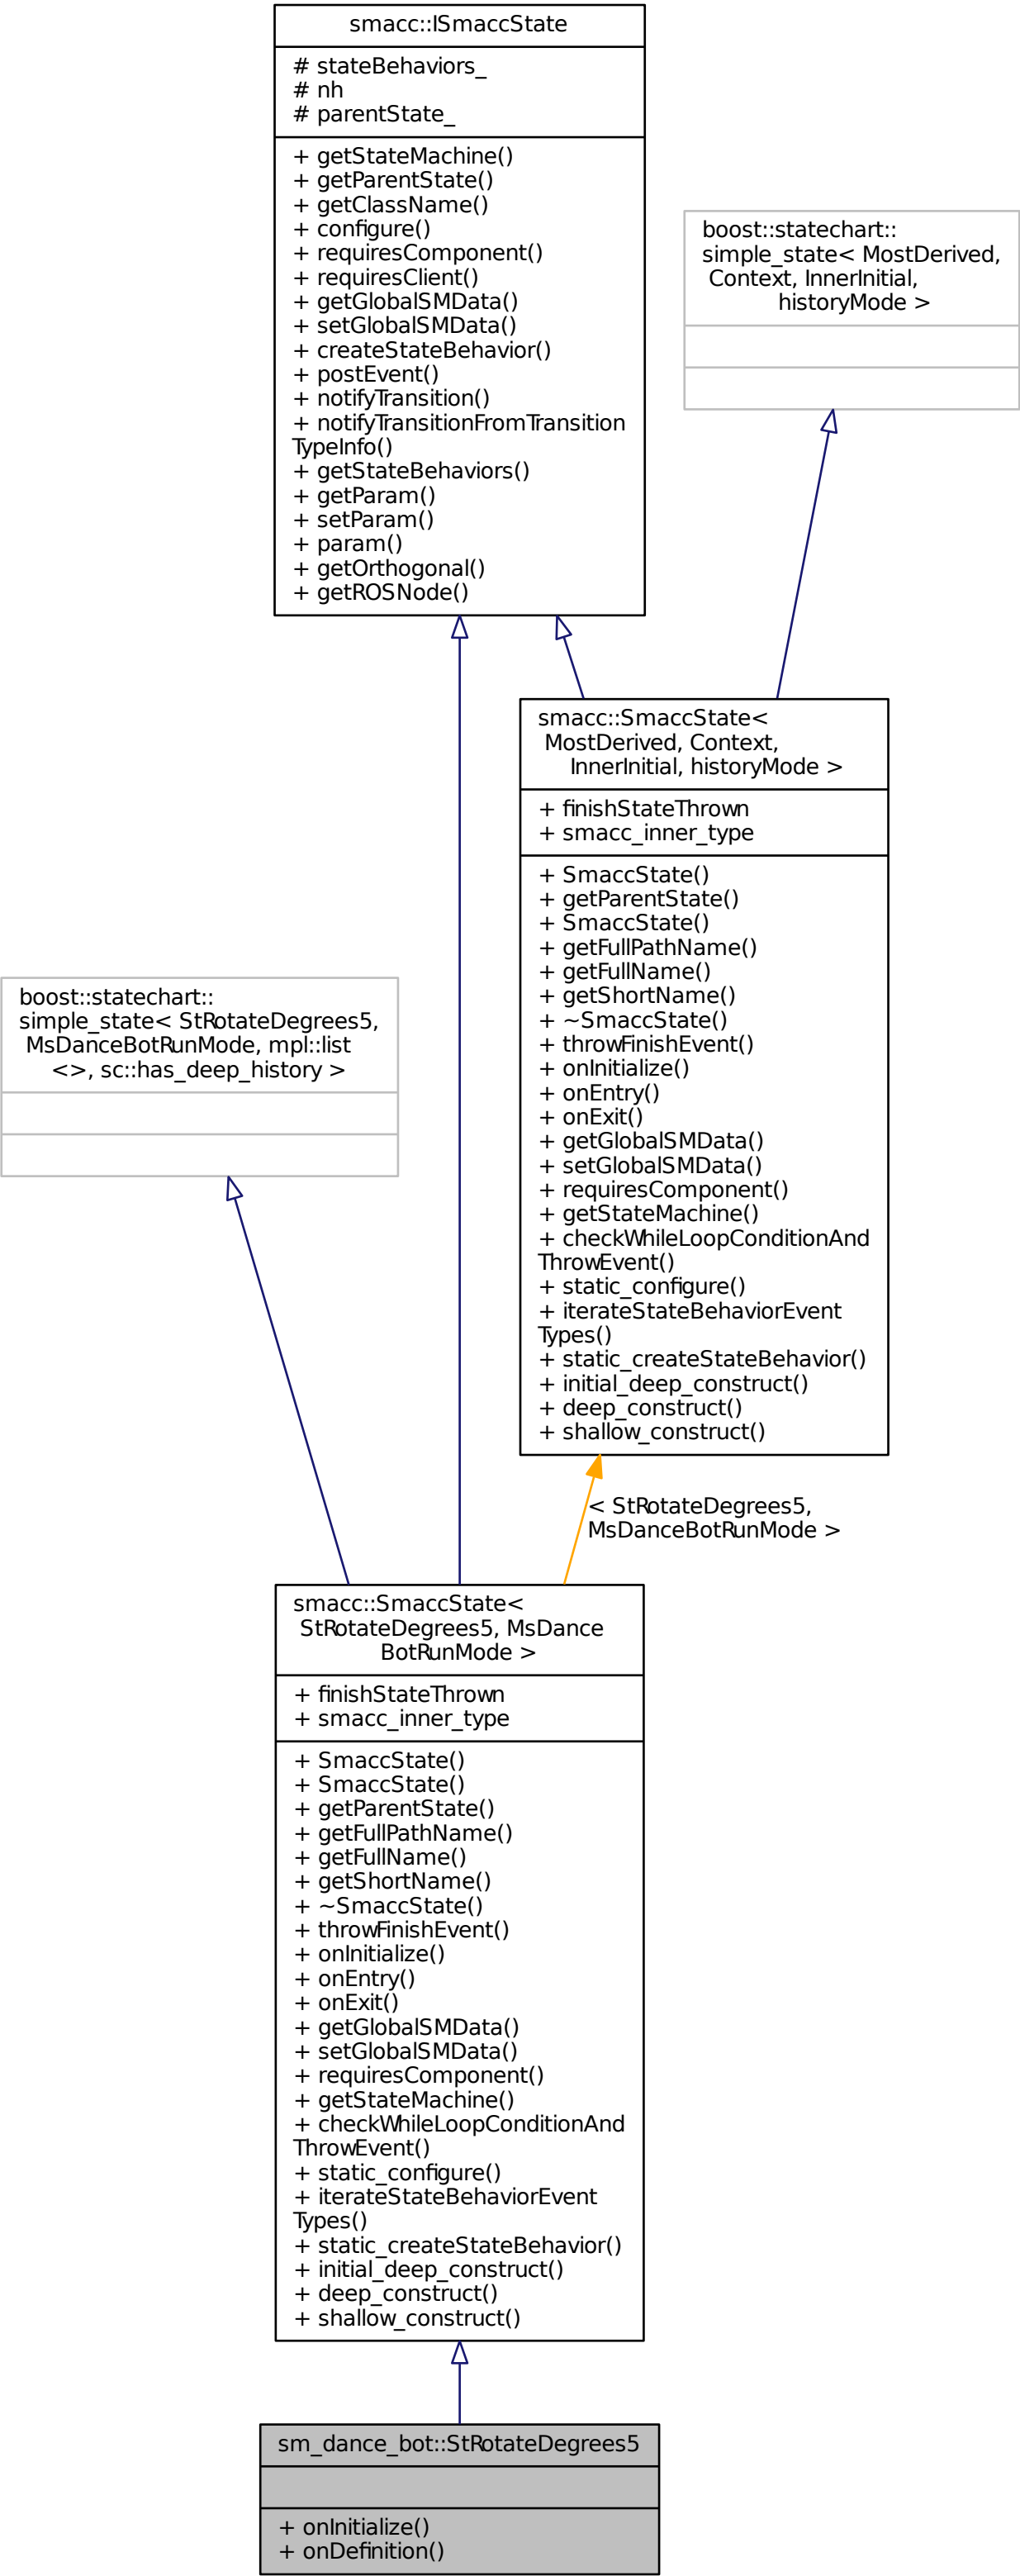 smacc::ISmaccState
# stateBehaviors_
# nh
# parentState_
+ getStateMachine()
+ getParentState()
+ getClassName()
+ configure()
+ requiresComponent()
+ requiresClient()
+ getGlobalSMData()
+ setGlobalSMData()
+ createStateBehavior()
+ postEvent()
+ notifyTransition()
+ notifyTransitionFromTransition
TypeInfo()
+ getStateBehaviors()
+ getParam()
+ setParam()
+ param()
+ getOrthogonal()
+ getROSNode()
boost::statechart::
simple_state< MostDerived,
Context, InnerInitial,
historyMode >
smacc::SmaccState<
MostDerived, Context,
InnerInitial, historyMode >
+ finishStateThrown
+ smacc_inner_type
+ SmaccState()
+ getParentState()
+ SmaccState()
+ getFullPathName()
+ getFullName()
+ getShortName()
+ ~SmaccState()
+ throwFinishEvent()
+ onInitialize()
+ onEntry()
+ onExit()
+ getGlobalSMData()
+ setGlobalSMData()
+ requiresComponent()
+ getStateMachine()
+ checkWhileLoopConditionAnd
ThrowEvent()
+ static_configure()
+ iterateStateBehaviorEvent
Types()
+ static_createStateBehavior()
+ initial_deep_construct()
+ deep_construct()
+ shallow_construct()
boost::statechart::
simple_state< StRotateDegrees5,
MsDanceBotRunMode, mpl::list
<>, sc::has_deep_history >
< StRotateDegrees5,
MsDanceBotRunMode >
smacc::SmaccState<
StRotateDegrees5, MsDance
BotRunMode >
+ finishStateThrown
+ smacc_inner_type
+ SmaccState()
+ SmaccState()
+ getParentState()
+ getFullPathName()
+ getFullName()
+ getShortName()
+ ~SmaccState()
+ throwFinishEvent()
+ onInitialize()
+ onEntry()
+ onExit()
+ getGlobalSMData()
+ setGlobalSMData()
+ requiresComponent()
+ getStateMachine()
+ checkWhileLoopConditionAnd
ThrowEvent()
+ static_configure()
+ iterateStateBehaviorEvent
Types()
+ static_createStateBehavior()
+ initial_deep_construct()
+ deep_construct()
+ shallow_construct()
sm_dance_bot::StRotateDegrees5
+ onInitialize()
+ onDefinition()